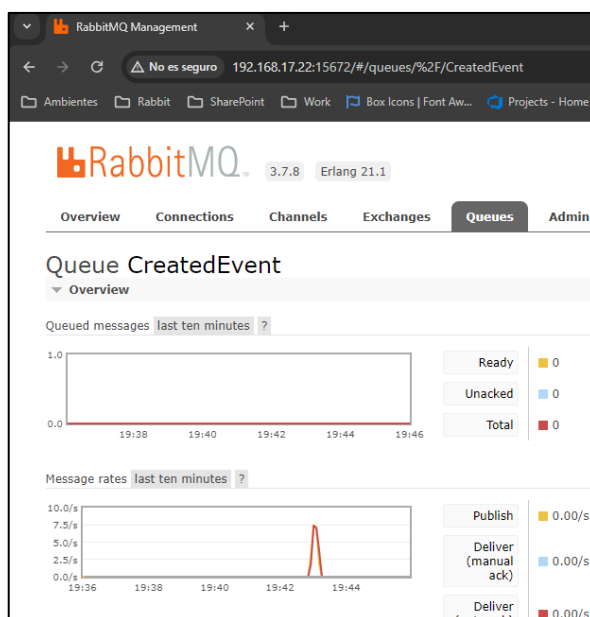 RabbitMQ Management
No es seguro 192.168.17.22:15672/#/queues/%2F/CreatedEvent
Ambientes Rabbit SharePoint Work Box Icons | Font Aw... Projects - Home
RabbitMQ 3.7.8 Erlang 21.1
Overview Connections Channels Exchanges Queues Admin
Queue CreatedEvent
Overview
Queued messages last ten minutes ?
1.0
0.0
19:38 19:40 19:42 19:44 19:46
Ready 0
Unacked 0
Total 0
Message rates last ten minutes ?
10.0/s
7.5/s
5.0/s
2.5/s
0.0/s
19:36 19:38 19:40 19:42 19:44
Publish 0.00/s
Deliver
(manual 0.00/s
ack)
Deliver
0.00/s